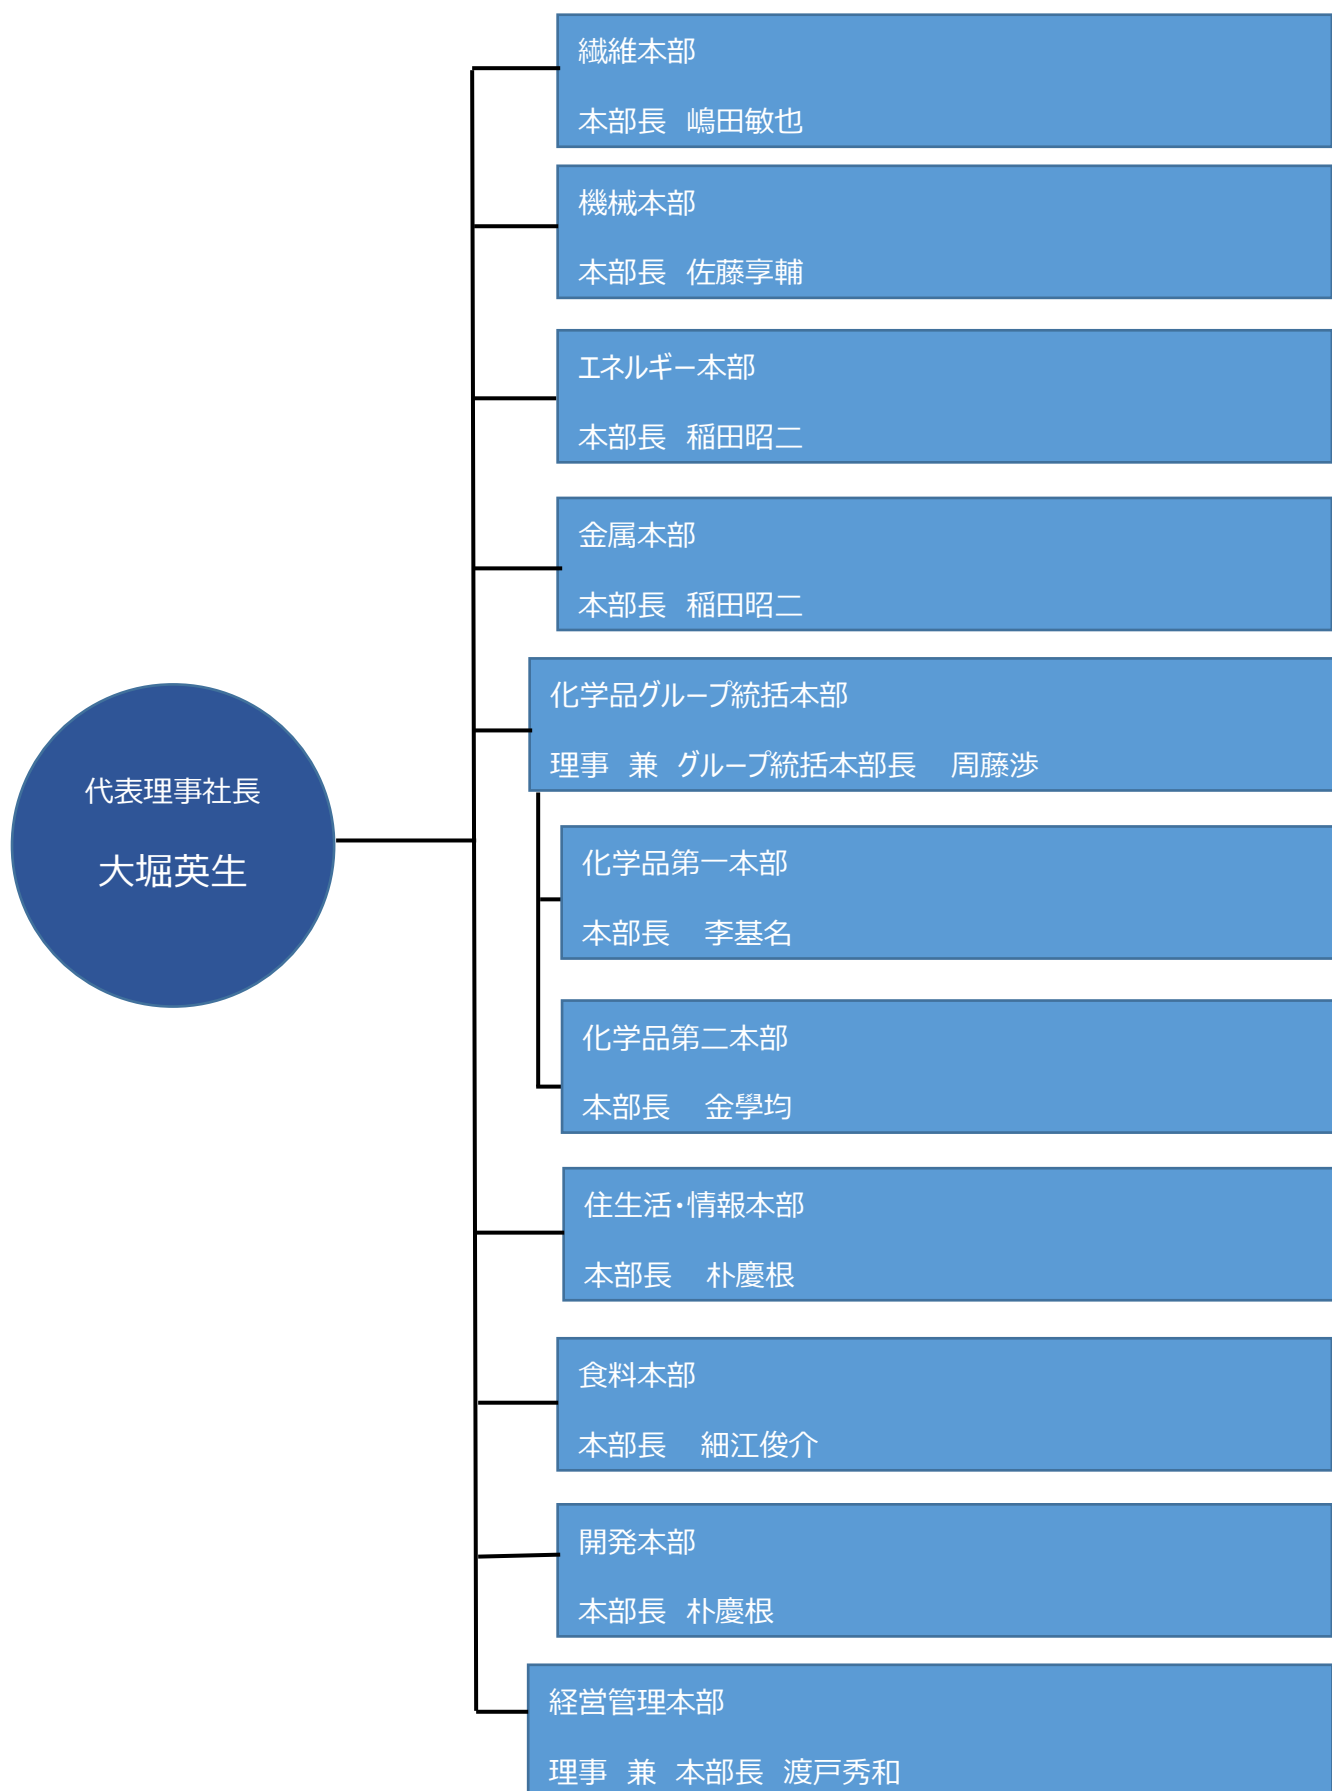 繊維本部
本部長 嶋田敏也
機械本部
本部長 佐藤享輔
エネルギー本部
本部長 稲田昭二
金属本部
本部長 稲田昭二
化学品グループ統括本部
理事 兼 グループ統括本部長 周藤渉
代表理事社長
大堀英生
化学品第一本部
本部長 李基名
化学品第二本部
本部長 金學均
住生活・情報本部
本部長 朴慶根
食料本部
本部長 細江俊介
開発本部
本部長 朴慶根
経営管理本部
理事 兼 本部長 渡戸秀和